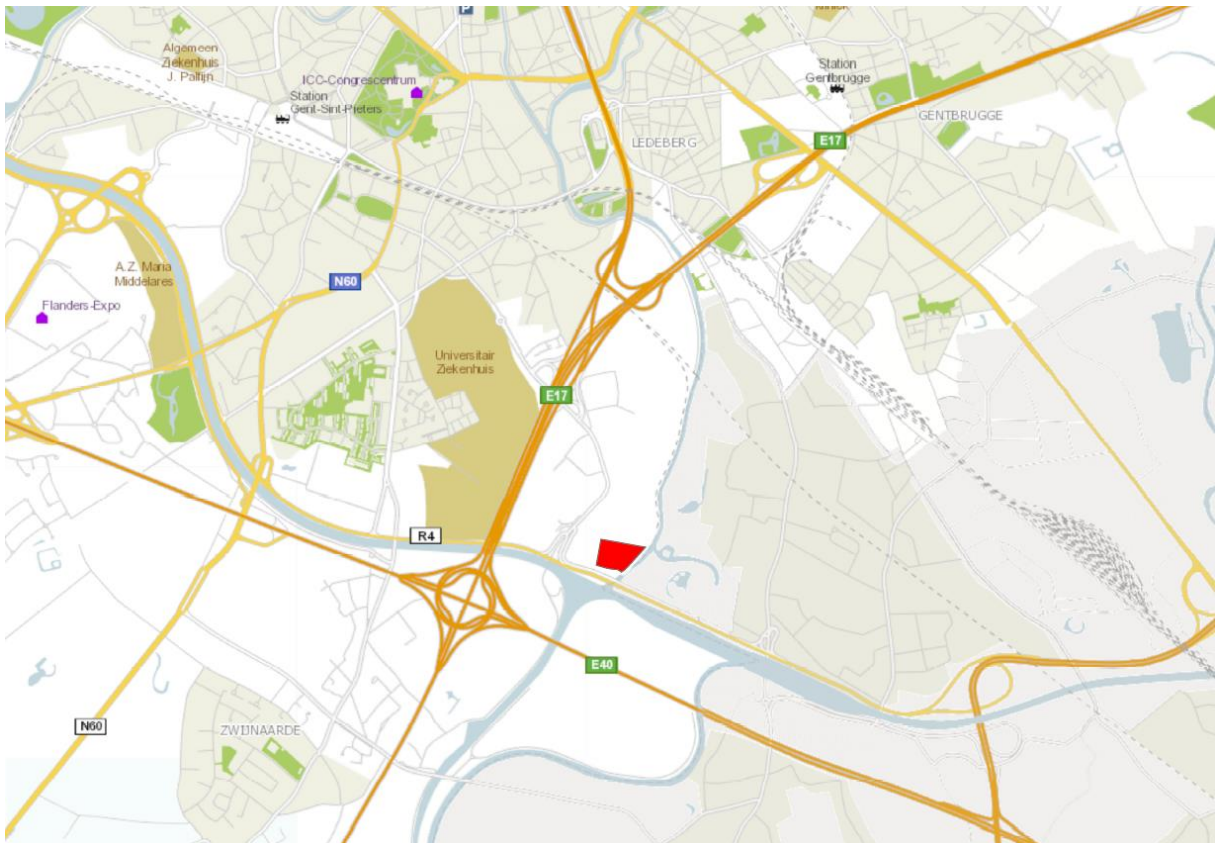 P
Algemeen
Ziekenhuis
J. Palfijn
ICC-Congrescentrum
Station
Gent-Sint-Pieters
Station
Gentbrugge
GENTBRUGGE
LEDEBERG
E17
A.Z. Maria
Middelares
N60
Flanders-Expo
Universitair
Ziekenhuis
E17
R4
E40
N60
ZWIJNAARDE